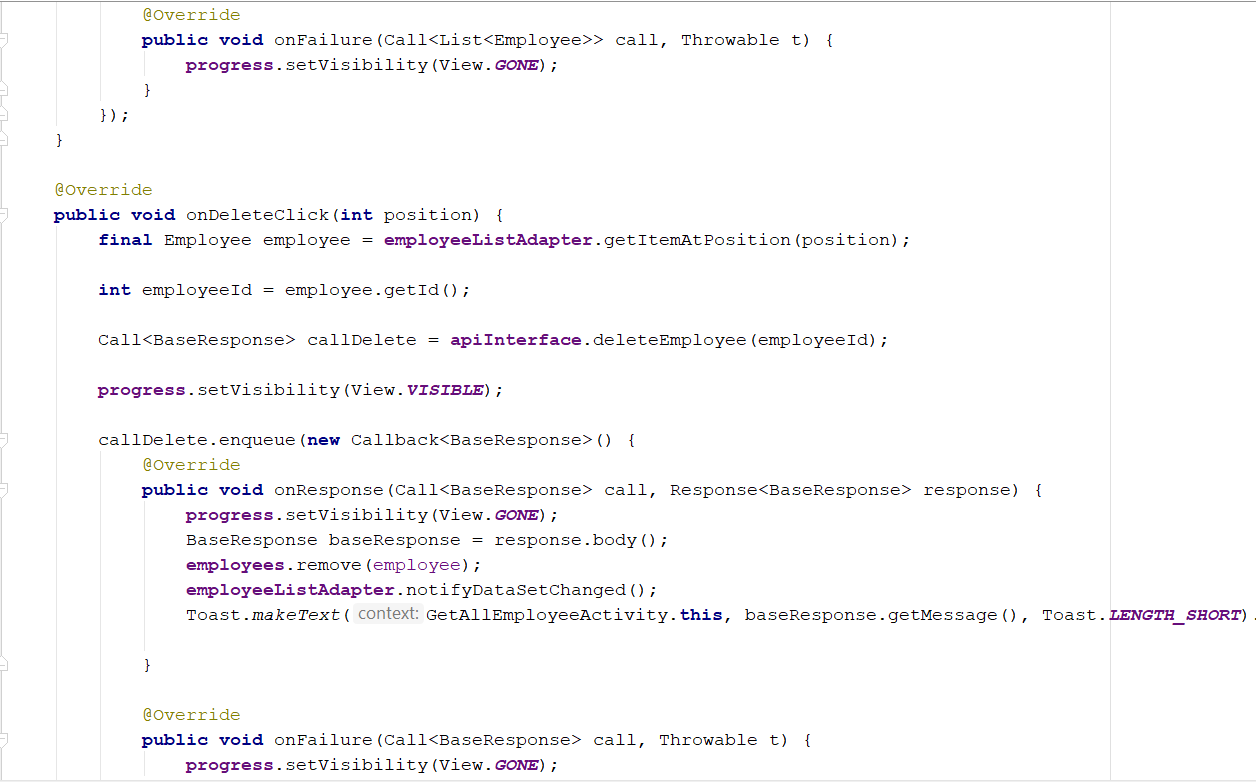 @Override
public void onFailure(Call<List<Employee>> call, Throwable t) {
progress.setVisibility(View.GONE);
}
});
}
@Override
public void onDeleteClick(int position) {
final Employee employee = employeeListAdapter.getItemAtPosition(position);
int employeeId = employee.getId();
Call<BaseResponse> callDelete = apiInterface.deleteEmployee(employeeId);
progress.setVisibility(View.VISIBLE);
callDelete.enqueue(new Callback<BaseResponse>() {
@Override
public void onResponse(Call<BaseResponse> call, Response<BaseResponse> response) {
progress.setVisibility(View.GONE);
BaseResponse baseResponse = response.body();
employees.remove(employee);
employeeListAdapter.notifyDataSetChanged();
Toast.makeText( context: GetAllEmployeeActivity.this, baseResponse.getMessage(), Toast.LENGTH_SHORT).
}
@Override
public void onFailure(Call<BaseResponse> call, Throwable t) {
progress.setVisibility(View.GONE);